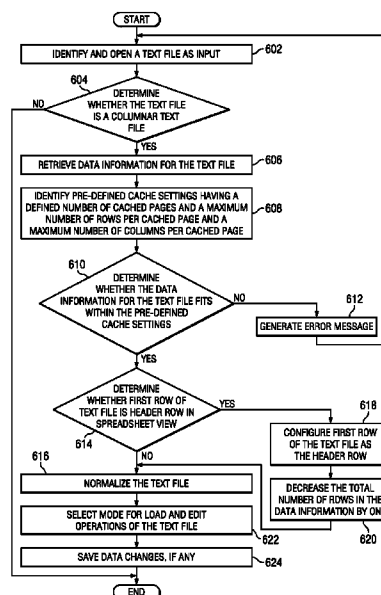 START
IDENTIFY AND OPEN A TEXT FILE AS INPUT
602
604
DETERMINE
WHETHER THE TEXT FILE
IS A COLUMNAR TEXT
FILE
NO
YES
RETRIEVE DATA INFORMATION FOR THE TEXT FILE
606
IDENTIFY PRE-DEFINED CACHE SETTINGS HAVING A
DEFINED NUMBER OF CACHED PAGES AND A MAXIMUM
NUMBER OF ROWS PER CACHED PAGE AND A
MAXIMUM NUMBER OF COLUMNS PER CACHED PAGE
608
610
DETERMINE
WHETHER THE DATA
INFORMATION FOR THE TEXT FILE FITS
WITHIN THE PRE-DEFINED
CACHE SETTINGS
NO
612
GENERATE ERROR MESSAGE
YES
DETERMINE
WHETHER FIRST ROW OF
TEXT FILE IS HEADER ROW IN
SPREADSHEET VIEW
614
YES
618
CONFIGURE FIRST ROW
OF THE TEXT FILE AS
THE HEADER ROW
NO
616
NORMALIZE THE TEXT FILE
DECREASE THE TOTAL
NUMBER OF ROWS IN THE
DATA INFORMATION BY ON
620
SELECT MODE FOR LOAD AND EDIT
OPERATIONS OF THE TEXT FILE
622
SAVE DATA CHANGES, IF ANY
624
END